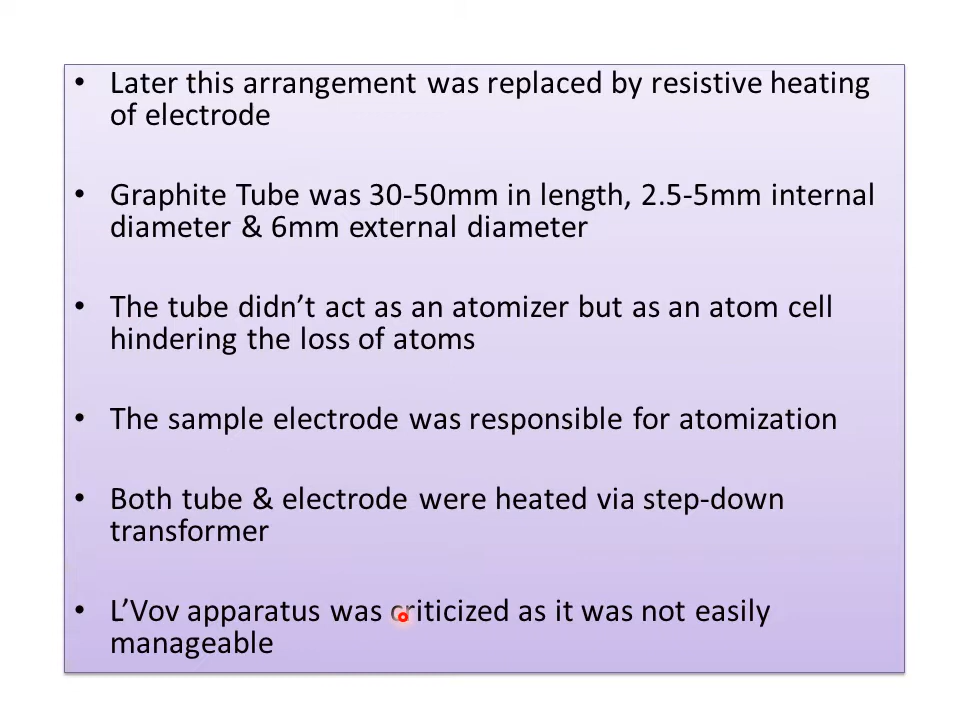 • Later this arrangement was replaced by resistive heating
of electrode
• Graphite Tube was 30-50mm in length, 2.5-5mm internal
diameter & 6mm external diameter
• The tube didn’t act as an atomizer but as an atom cell
hindering the loss of atoms
• The sample electrode was responsible for atomization
• Both tube & electrode were heated via step-down
transformer
• L’Vov apparatus was criticized as it was not easily
manageable